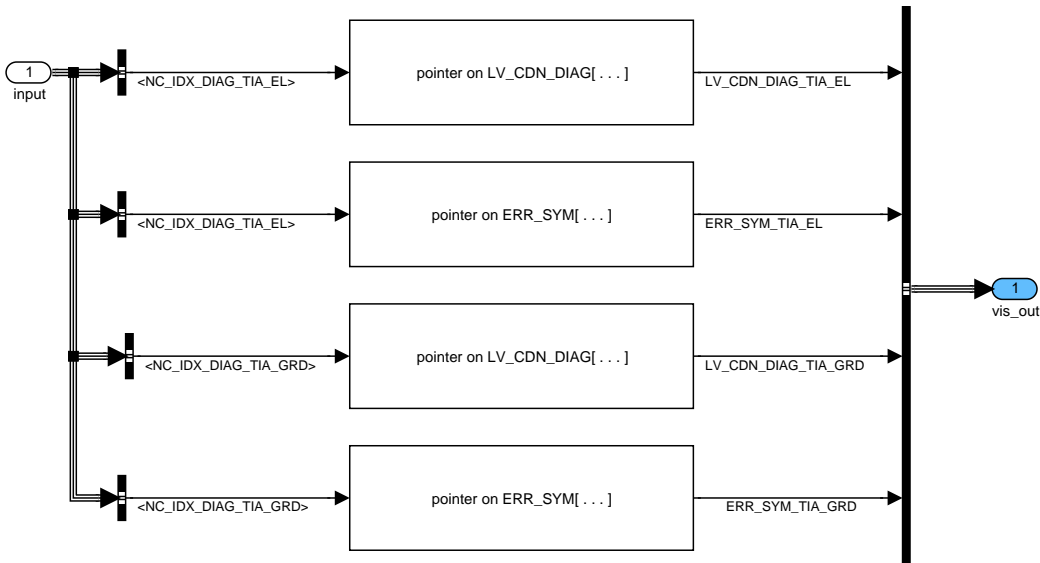 1
input
<NC_IDX_DIAG_TIA_EL>
pointer on LV_CDN_DIAG[ . . . ]
LV_CDN_DIAG_TIA_EL
<NC_IDX_DIAG_TIA_EL>
pointer on ERR_SYM[ . . . ]
ERR_SYM_TIA_EL
1
vis_out
<NC_IDX_DIAG_TIA_GRD>
pointer on LV_CDN_DIAG[ . . . ]
LV_CDN_DIAG_TIA_GRD
<NC_IDX_DIAG_TIA_GRD>
pointer on ERR_SYM[ . . . ]
ERR_SYM_TIA_GRD